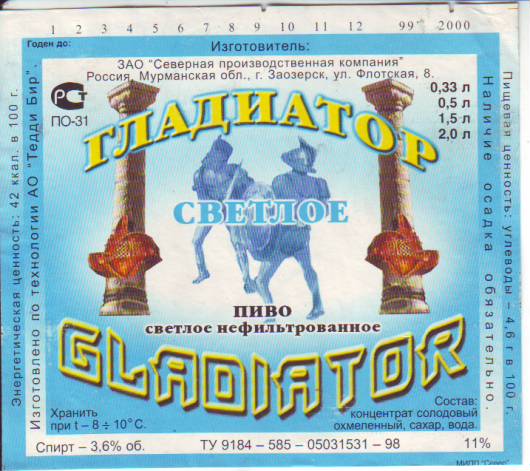 1 2 3 4 5 6 7 8 9 10 11 12 99 2000
Годен до:
Изготовитель:
ЗАО "Северная производственная компания"
Россия, Мурманская обл., г. Заозерск, ул. Флотская, 8.
РСТ
ПО-31
0,33 л
0,5 л
1,5 л
2,0 л
ГЛАДИАТОР
СВЕТЛОЕ
ПИВО
светлое нефильтрованное
GLADIATOR
Энергетическая ценность: 42 ккал. в 100 г.
Изготовлено по технологии АО "Тедди Бир".
Наличие осадка обязательно.
Пищевая ценность: углеводы – 4,6 г в 100 г.
Хранить
при t – 8 ÷ 10°С.
Состав:
концентрат солодовый
охмеленный, сахар, вода.
Спирт – 3,6% об.
ТУ 9184 – 585 – 05031531 – 98
11%
МИПП "Север"